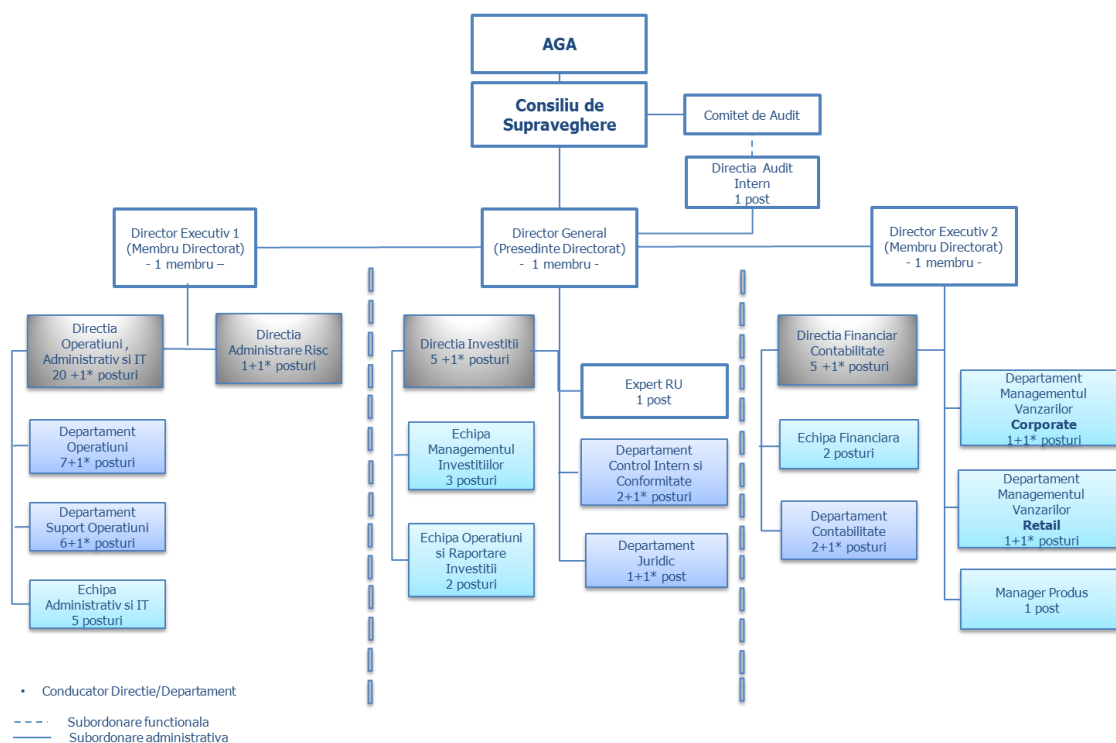 AGA
Consiliu de
Supraveghere
Comitet de Audit
Directia Audit
Intern
1 post
Director Executiv 1
(Membru Directorat)
- 1 membru –
Director General
(Presedinte Directorat)
- 1 membru -
Director Executiv 2
(Membru Directorat)
- 1 membru -
Directia
Operatiuni ,
Administrativ si IT
20 +1* posturi
Directia
Administrare Risc
1+1* posturi
Departament
Operatiuni
7+1* posturi
Departament
Suport Operatiuni
6+1* posturi
Echipa
Administrativ si IT
5 posturi
Directia Investitii
5 +1* posturi
Expert RU
1 post
Echipa
Managementul
Investitiilor
3 posturi
Departament
Control Intern si
Conformitate
2+1* posturi
Echipa Operatiuni
si Raportare
Investitii
2 posturi
Departament
Juridic
1+1* post
Directia Financiar
Contabilitate
5 +1* posturi
Departament
Managementul
Vanzarilor
Corporate
1+1* posturi
Echipa Financiara
2 posturi
Departament
Managementul
Vanzarilor
Retail
1+1* posturi
Departament
Contabilitate
2+1* posturi
Manager Produs
1 post
• Conducator Directie/Departament
Subordonare functionala
Subordonare administrativa